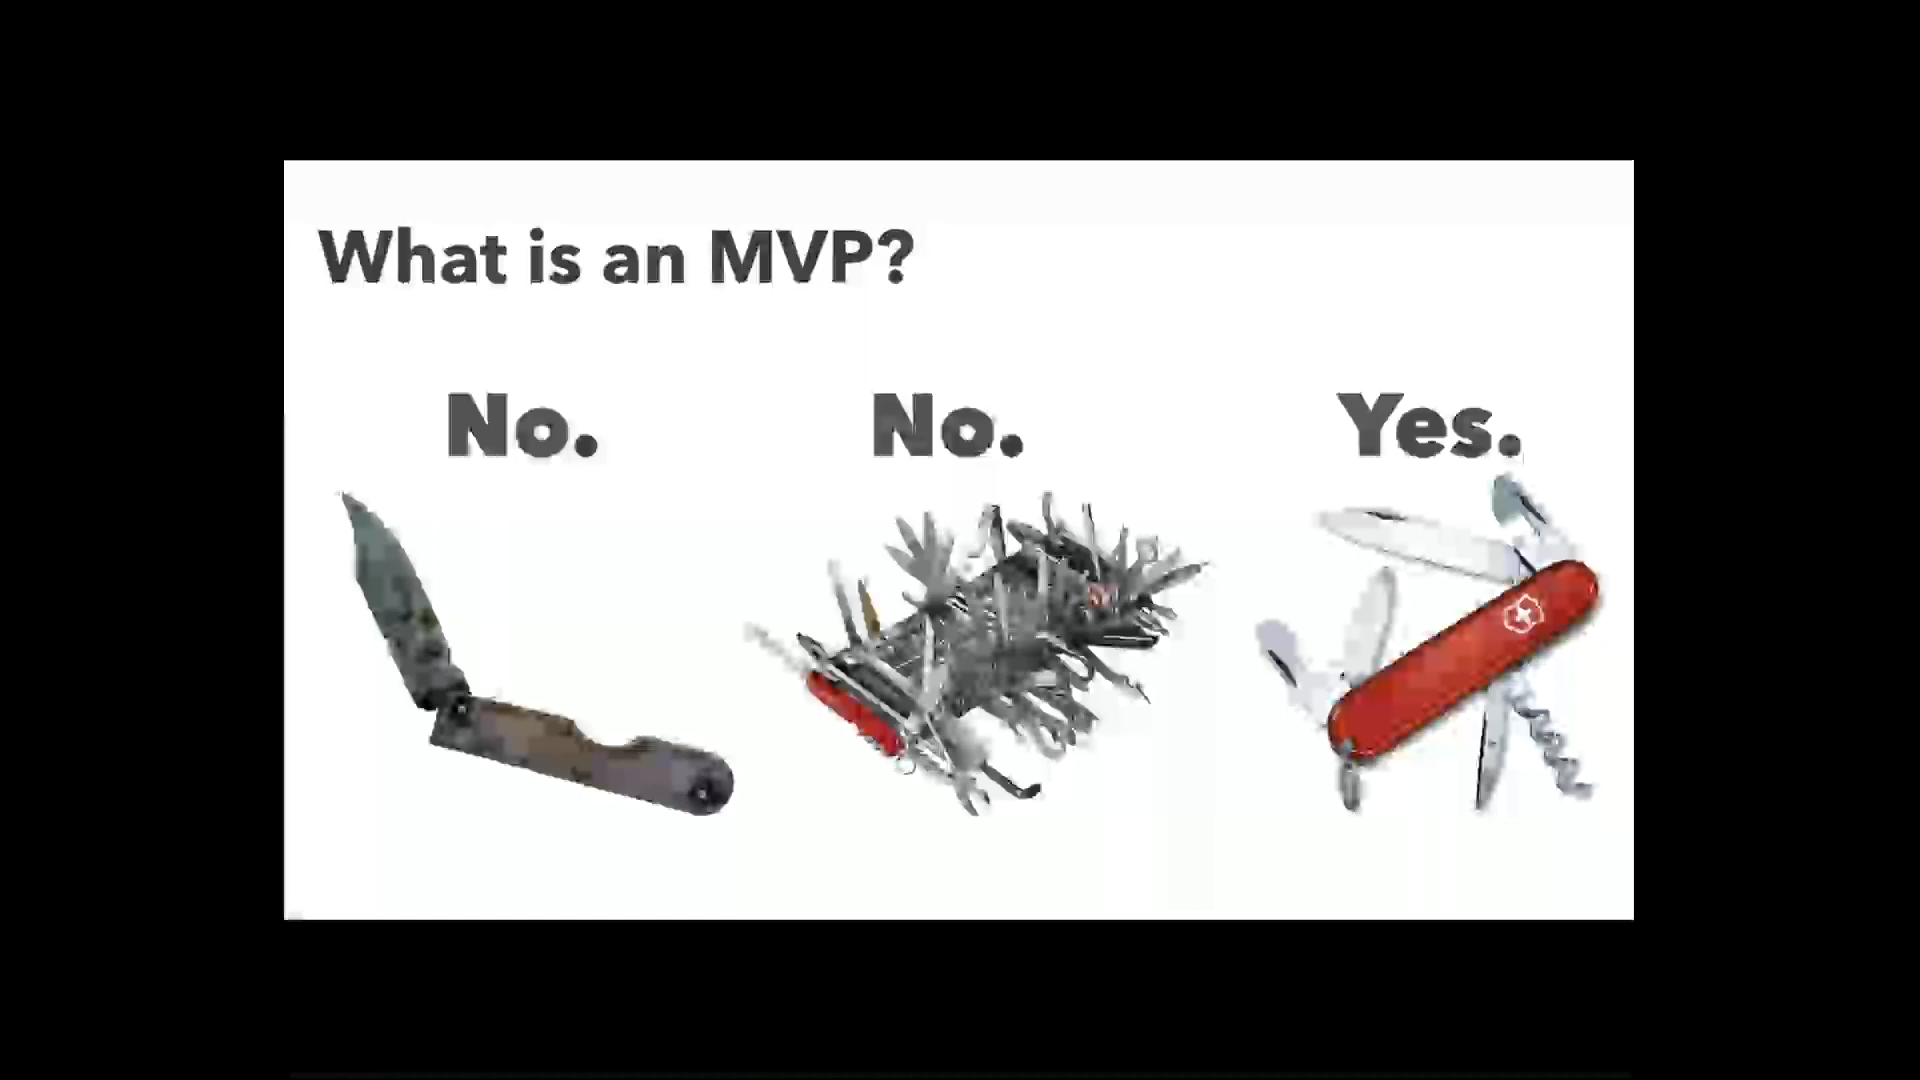 What is an MVP?
No.
No.
Yes.